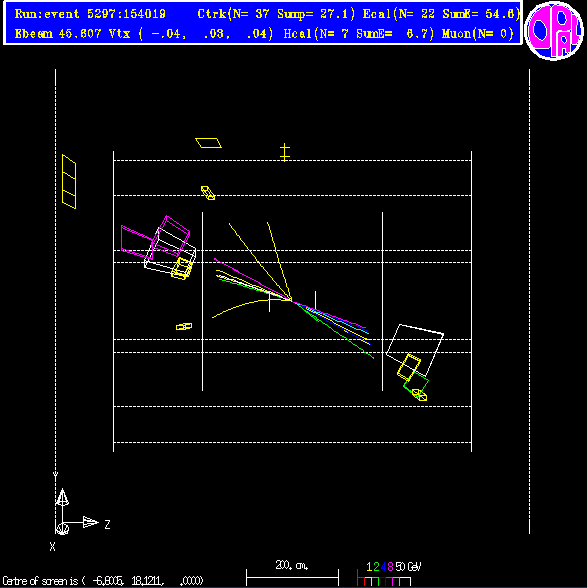 Run:event 5297:154019 Ctrk(N= 37 Sump= 27.1) Ecal(N= 22 SumE= 54.6)
Ebeam 45.607 Vtx ( -.04, .03, .04) Hcal(N= 7 SumE= 6.7) Muon(N= 0)
OPAL
Y
Z
X
200. cm.
1 2 4 8 50 GeV
Centre of screen is ( -6.6005, 18.1211, .0000)